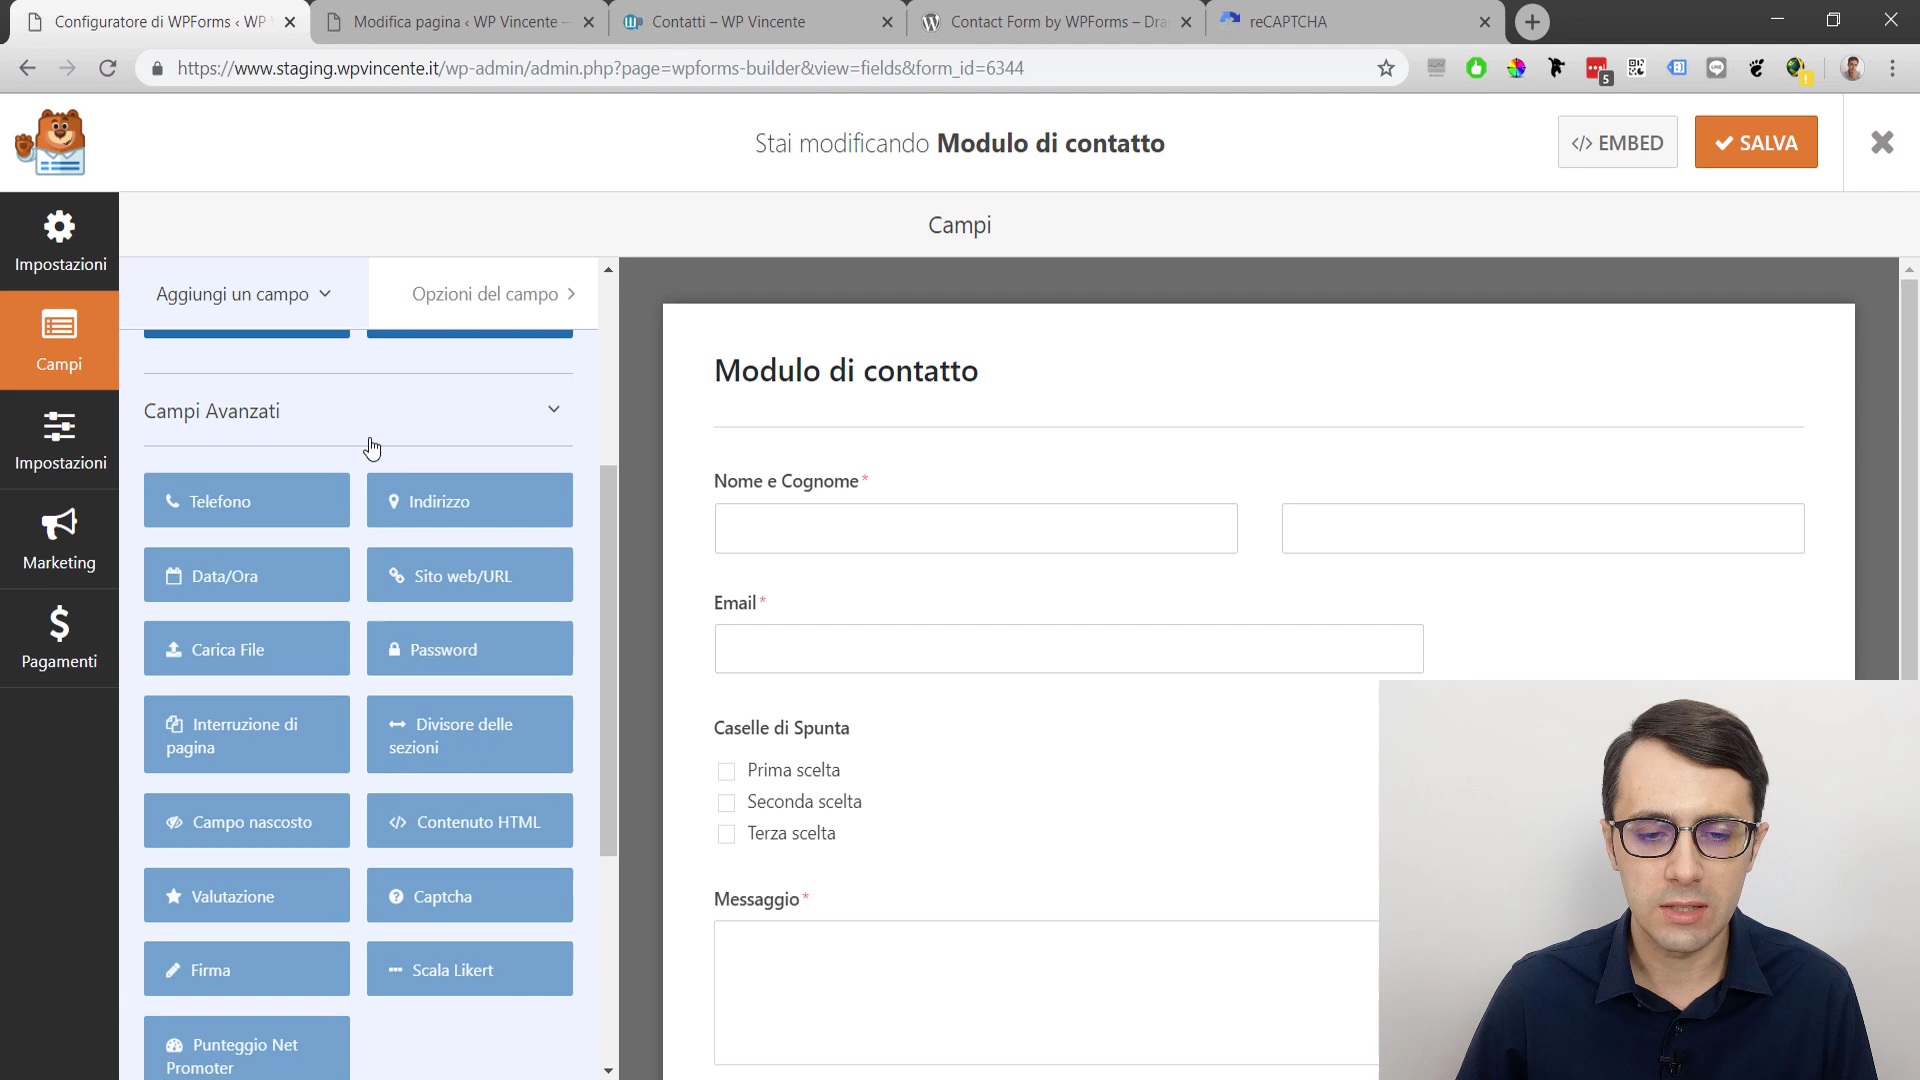 Configuratore di WPForms ‹ WP
Modifica pagina ‹ WP Vincente –
Contatti – WP Vincente
Contact Form by WPForms – Dra
reCAPTCHA
https://www.staging.wpvincente.it/wp-admin/admin.php?page=wpforms-builder&view=fields&form_id=6344
5
Stai modificando Modulo di contatto
</> EMBED
SALVA
Impostazioni
Campi
Impostazioni
Marketing
Pagamenti
Campi
Aggiungi un campo
Opzioni del campo
Campi Avanzati
Telefono
Indirizzo
Data/Ora
Sito web/URL
Carica File
Password
Interruzione di
pagina
Divisore delle
sezioni
Campo nascosto
</> Contenuto HTML
Valutazione
Captcha
Firma
Scala Likert
Punteggio Net
Promoter
Modulo di contatto
Nome e Cognome *
Email *
Caselle di Spunta
Prima scelta
Seconda scelta
Terza scelta
Messaggio *